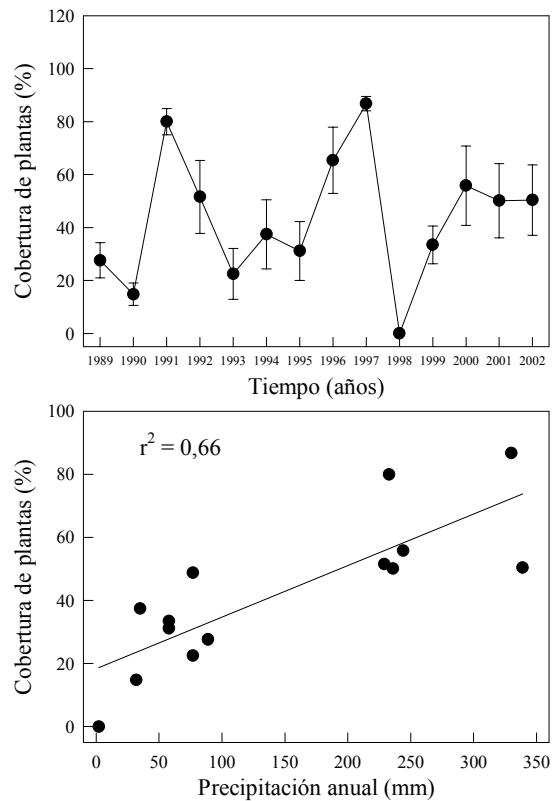 120
100
80
60
40
20
0
Cobertura de plantas (%)
1989 1990 1991 1992 1993 1994 1995 1996 1997 1998 1999 2000 2001 2002
Tiempo (años)
100
80
60
40
20
0
Cobertura de plantas (%)
r² = 0,66
0 50 100 150 200 250 300 350
Precipitación anual (mm)